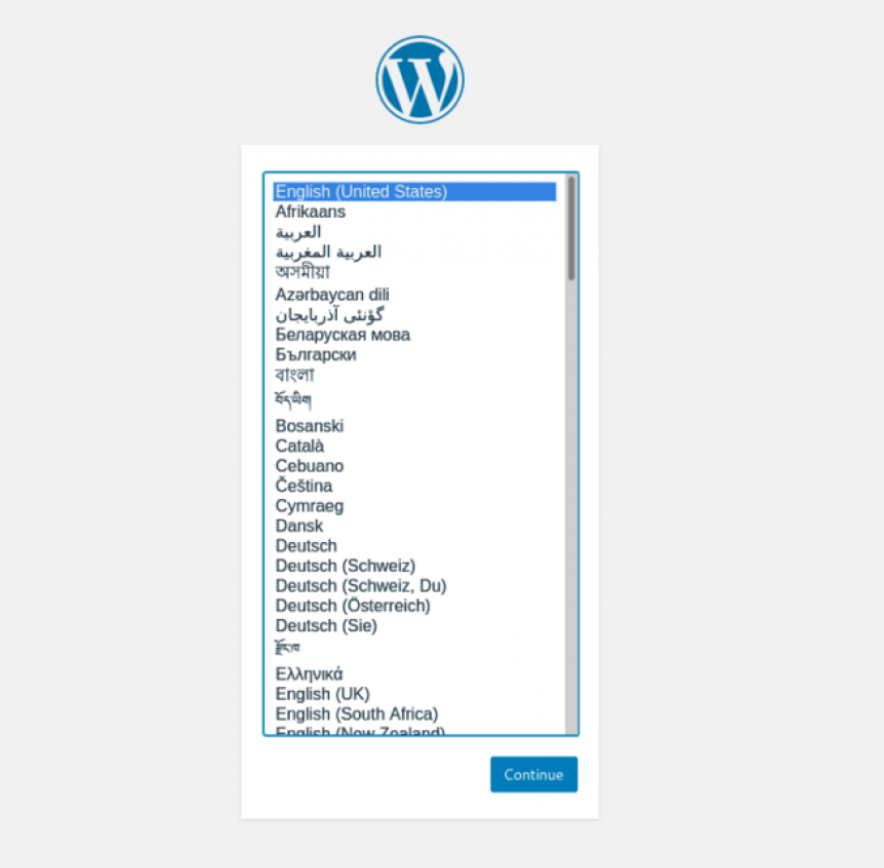 English (United States)
Afrikaans
العربية
العربية المغربية
অসমীয়া
Azərbaycan dili
گؤنئی آذربایجان
Беларуская мова
Български
বাংলা
བོད་ཡིག
Bosanski
Català
Cebuano
Čeština
Cymraeg
Dansk
Deutsch
Deutsch (Schweiz)
Deutsch (Schweiz, Du)
Deutsch (Österreich)
Deutsch (Sie)
རྫོང་ཁ
Ελληνικά
English (UK)
English (South Africa)
English (New Zealand)
Continue